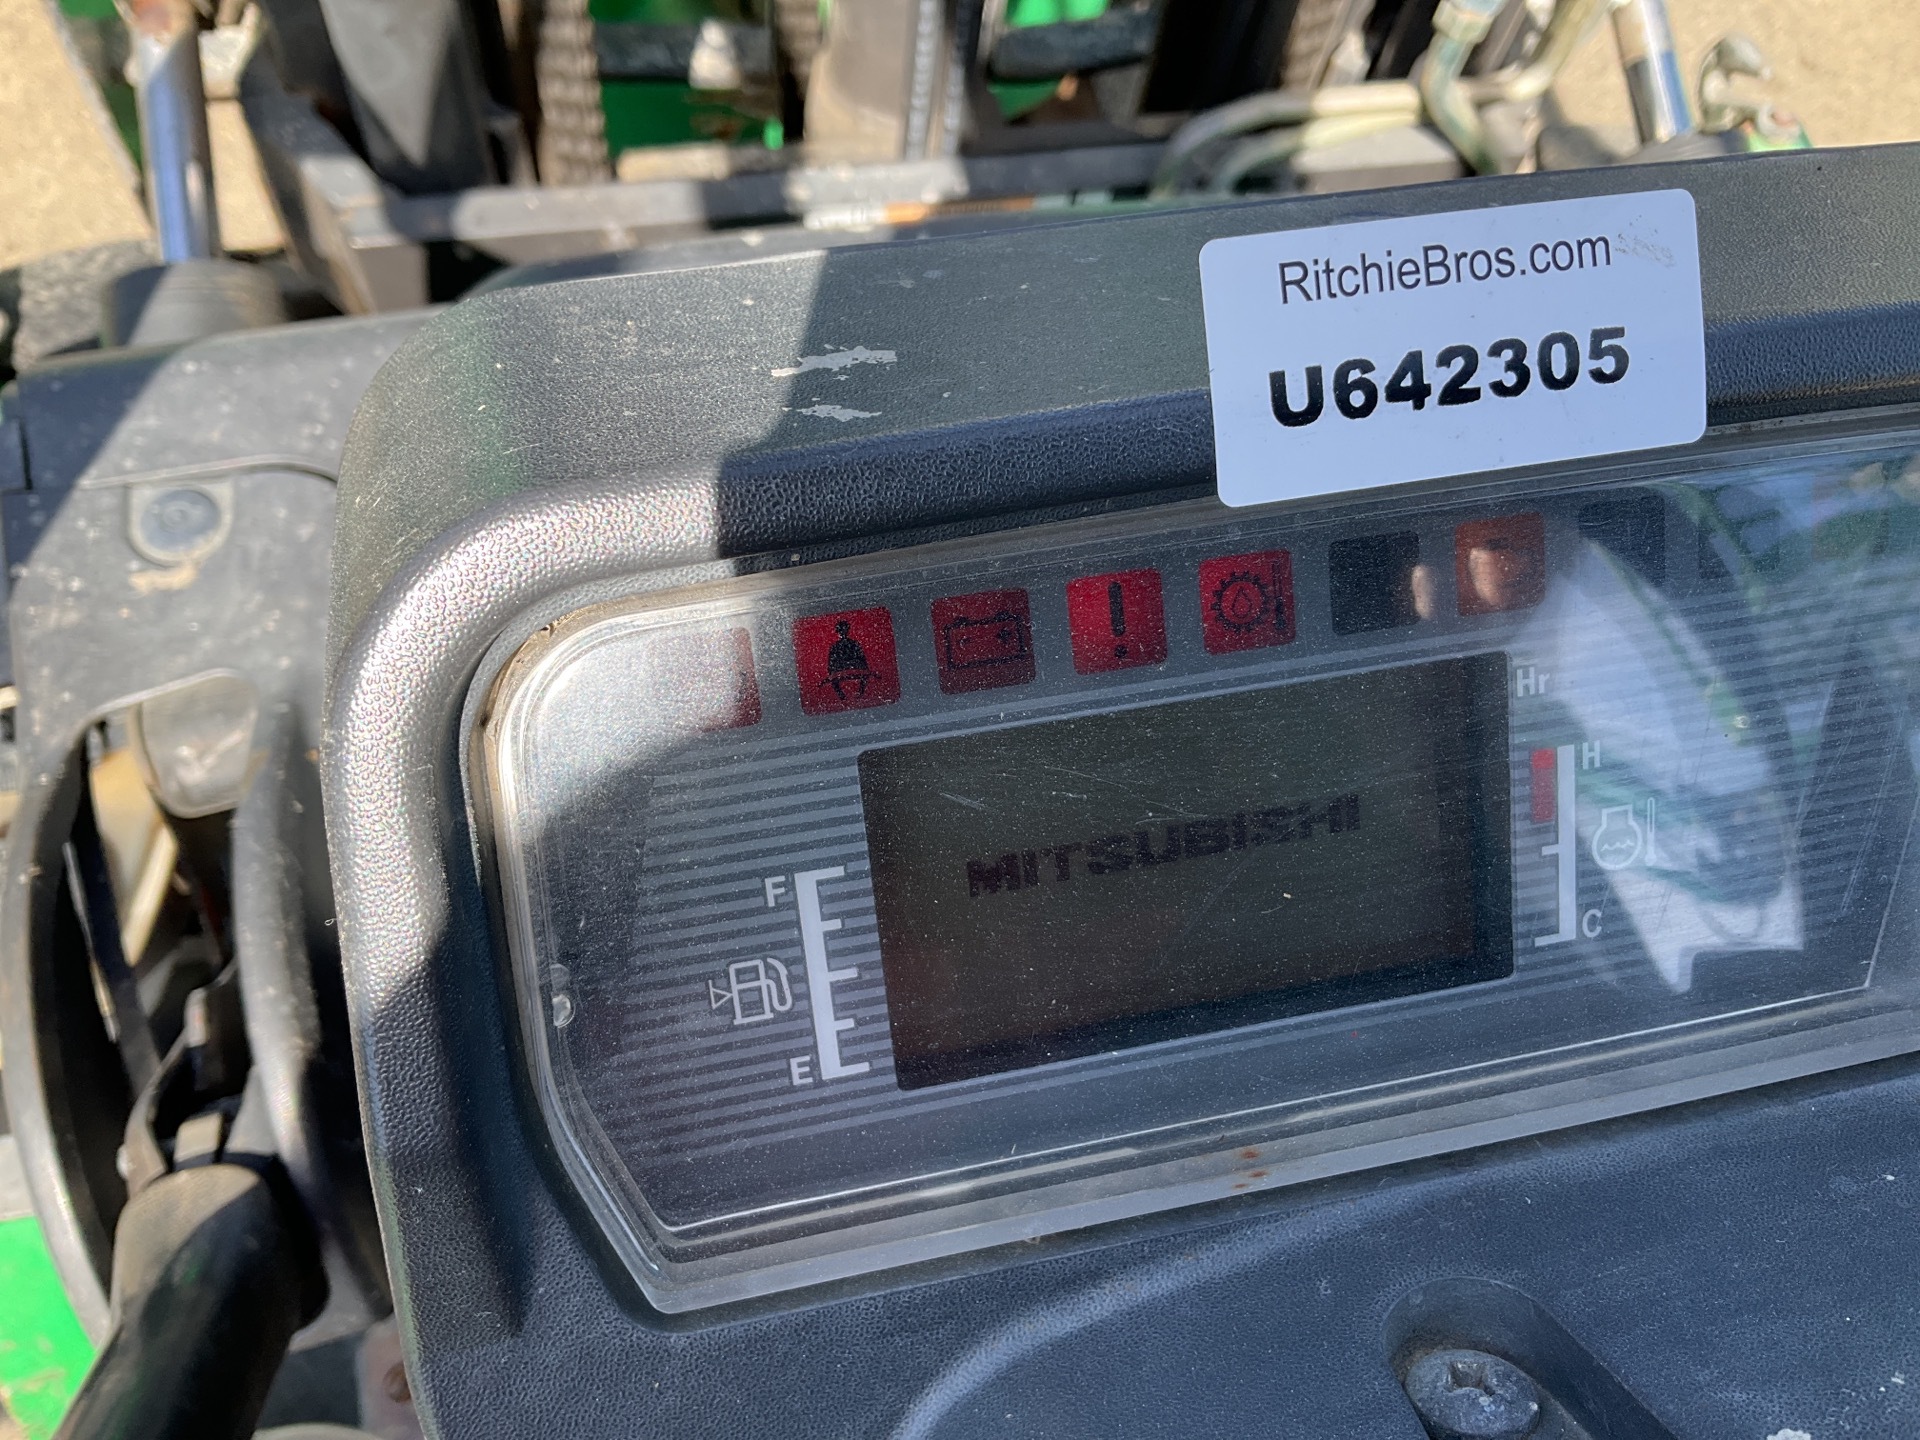 RitchieBros.com
U642305
Hr
MITSUBISHI
H
F
C
E